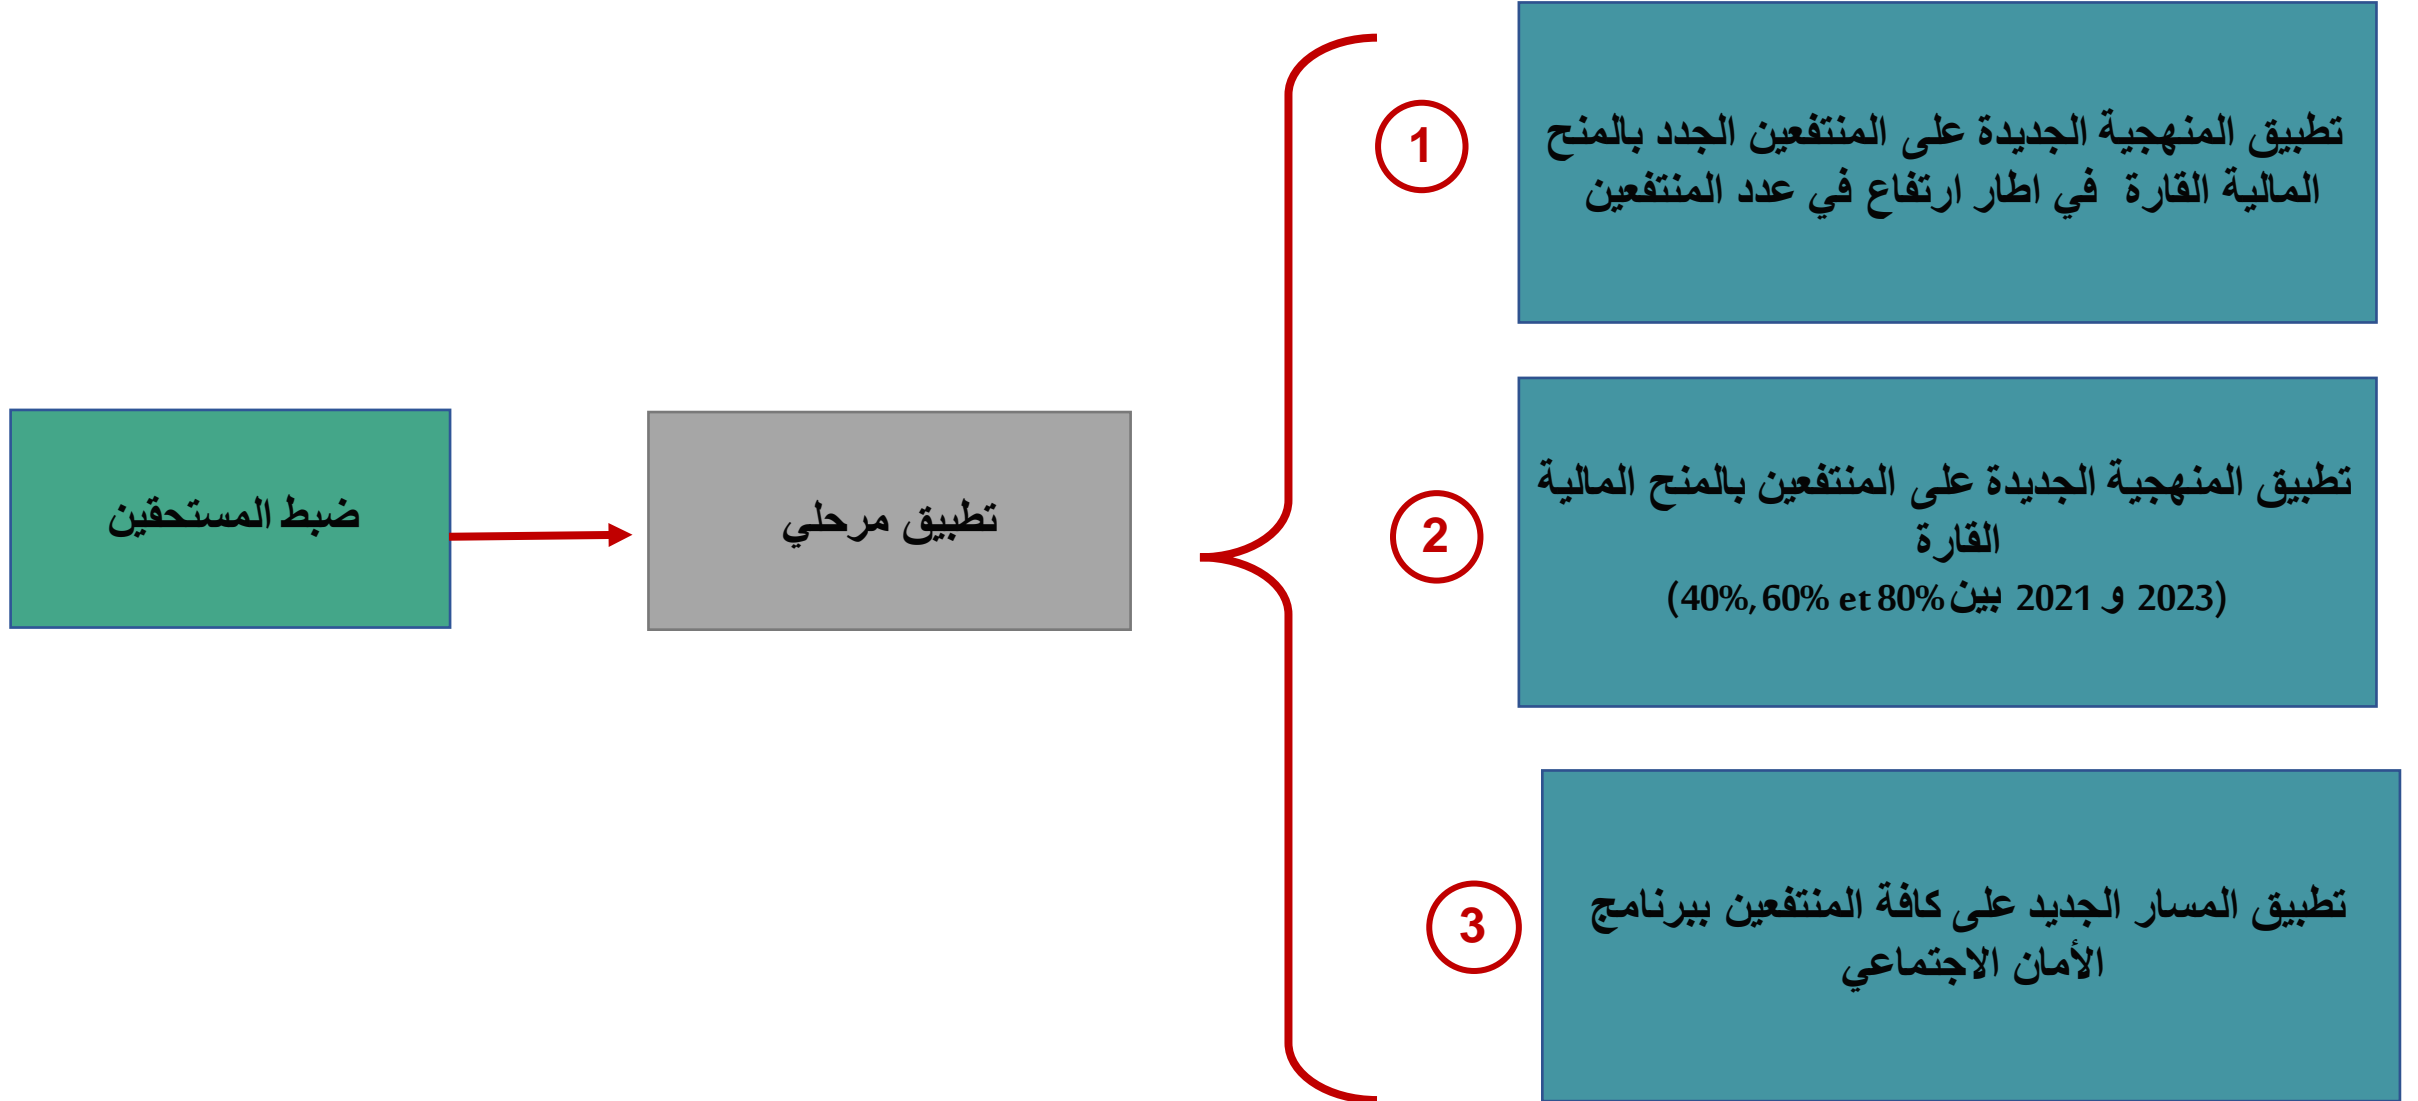 ضبط المستحقين
تطبيق مرحلي
1
تطبيق المنهجية الجديدة على المنتفعين الجدد بالمنح
المالية القارة في اطار ارتفاع في عدد المنتفعين
2
تطبيق المنهجية الجديدة على المنتفعين بالمنح المالية
القارة
(40%, 60% et 80% بين 2021 و 2023)
3
تطبيق المسار الجديد على كافة المنتفعين ببرنامج
الأمان الاجتماعي